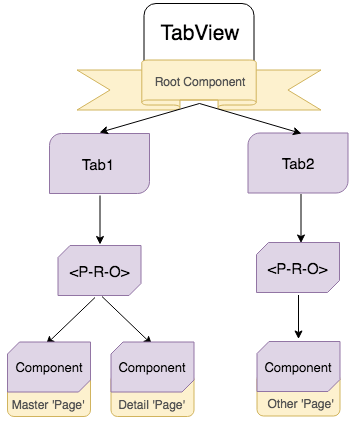 TabView
Root Component
Tab1
Tab2
<P-R-O>
<P-R-O>
Component
Component
Component
Master 'Page'
Detail 'Page'
Other 'Page'